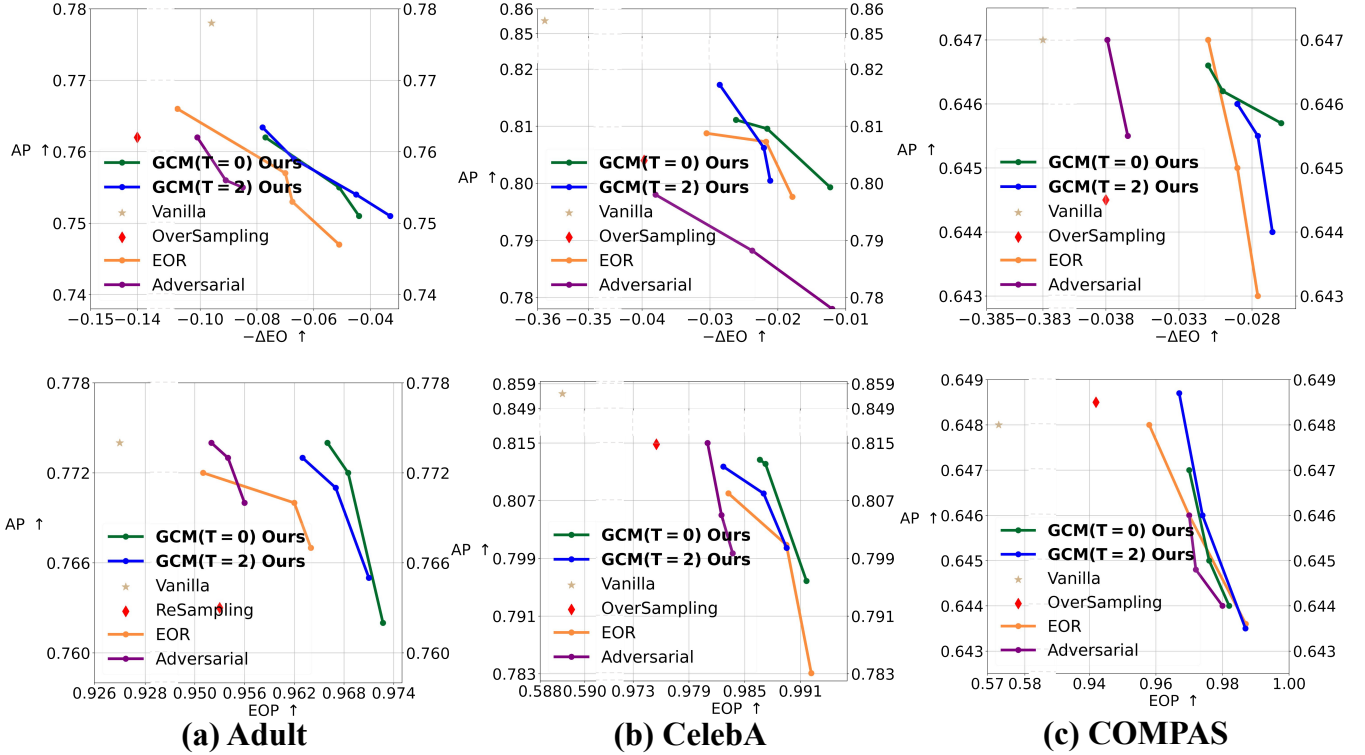 0.78 0.78 0.86 0.86
0.85 0.85 0.647 0.647
0.77 0.77 0.82 0.82
0.646 0.646
AP ↑ 0.76 0.76 0.81 0.81 AP ↑
GCM(T = 0) Ours GCM(T = 0) Ours GCM(T = 0) Ours
0.645 0.645
GCM(T = 2) Ours AP ↑ 0.80 0.80 GCM(T = 2) Ours GCM(T = 2) Ours
Vanilla Vanilla Vanilla
0.75 0.75
OverSampling 0.79 0.79 OverSampling 0.644 0.644 OverSampling
EOR EOR EOR
Adversarial Adversarial Adversarial
0.74 0.74 0.78 0.78 0.643 0.643
−0.15 −0.14 −0.10 −0.08 −0.06 −0.04 −0.36 −0.35 −0.04 −0.03 −0.02 −0.01 −0.385 −0.383 −0.038 −0.033 −0.028
−ΔEO ↑ −ΔEO ↑ −ΔEO ↑
0.778 0.778 0.859 0.859 0.649 0.649
0.849 0.849 0.648 0.648
0.772 0.772 0.815 0.815 0.647 0.647
0.807 0.807
AP ↑ AP ↑ 0.646 0.646
GCM(T = 0) Ours GCM(T = 0) Ours GCM(T = 0) Ours
AP ↑ 0.799 0.799
0.766 0.766 GCM(T = 2) Ours GCM(T = 2) Ours 0.645 0.645 GCM(T = 2) Ours
Vanilla Vanilla Vanilla
ReSampling OverSampling 0.644 0.644 OverSampling
0.791 0.791
EOR EOR EOR
0.760 0.760 Adversarial Adversarial 0.643 0.643 Adversarial
0.783 0.783
0.926 0.928 0.950 0.956 0.962 0.968 0.974 0.588 0.590 0.973 0.979 0.985 0.991 0.57 0.58 0.94 0.96 0.98 1.00
EOP ↑ EOP ↑ EOP ↑
(a) Adult (b) CelebA (c) COMPAS